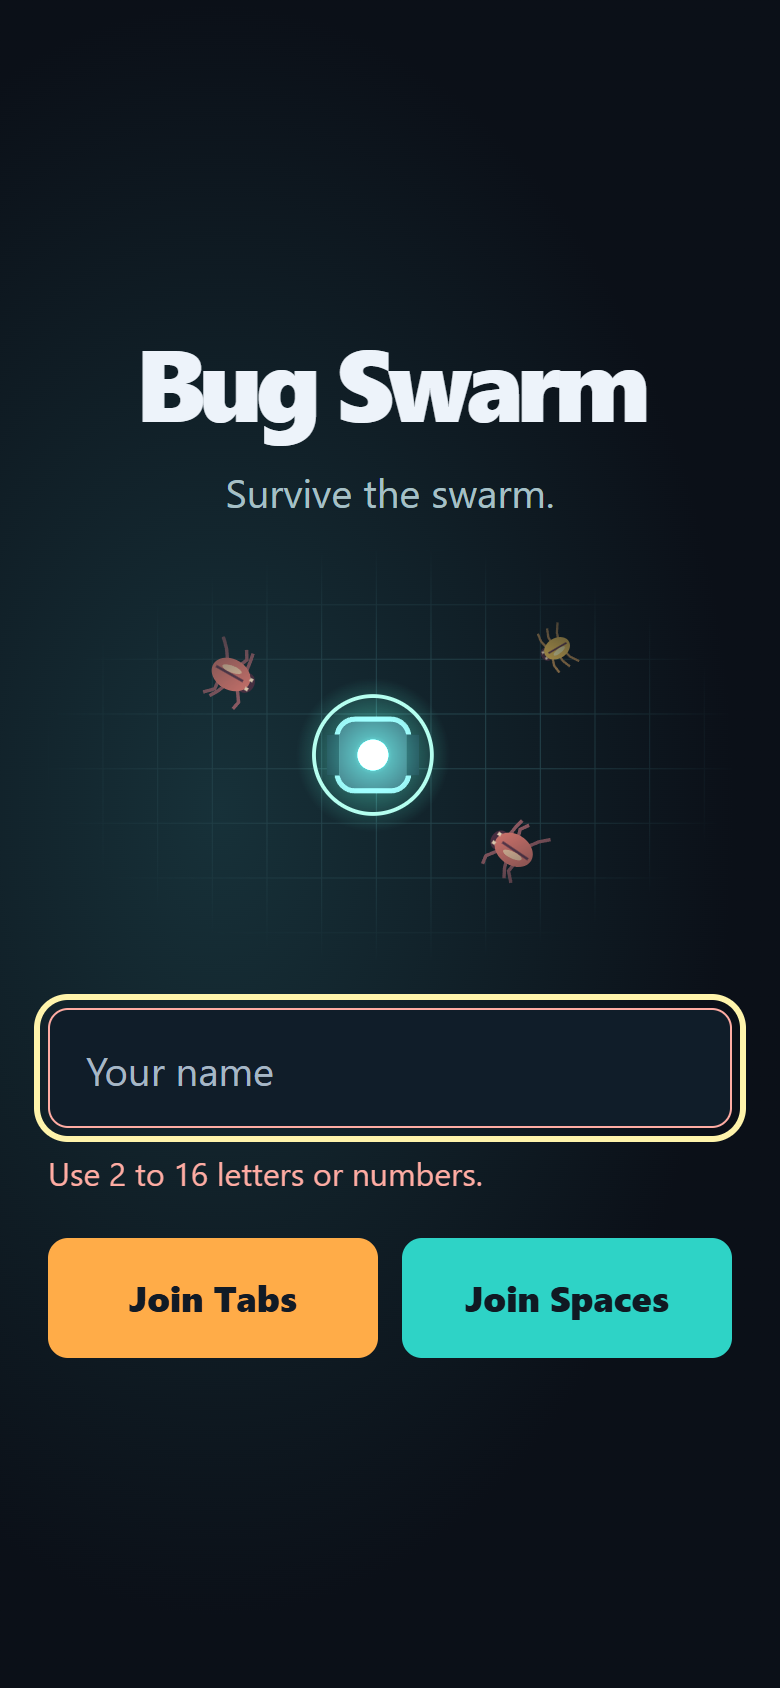 Bug Swarm
Survive the swarm.
Your name
Use 2 to 16 letters or numbers.
Join Tabs
Join Spaces